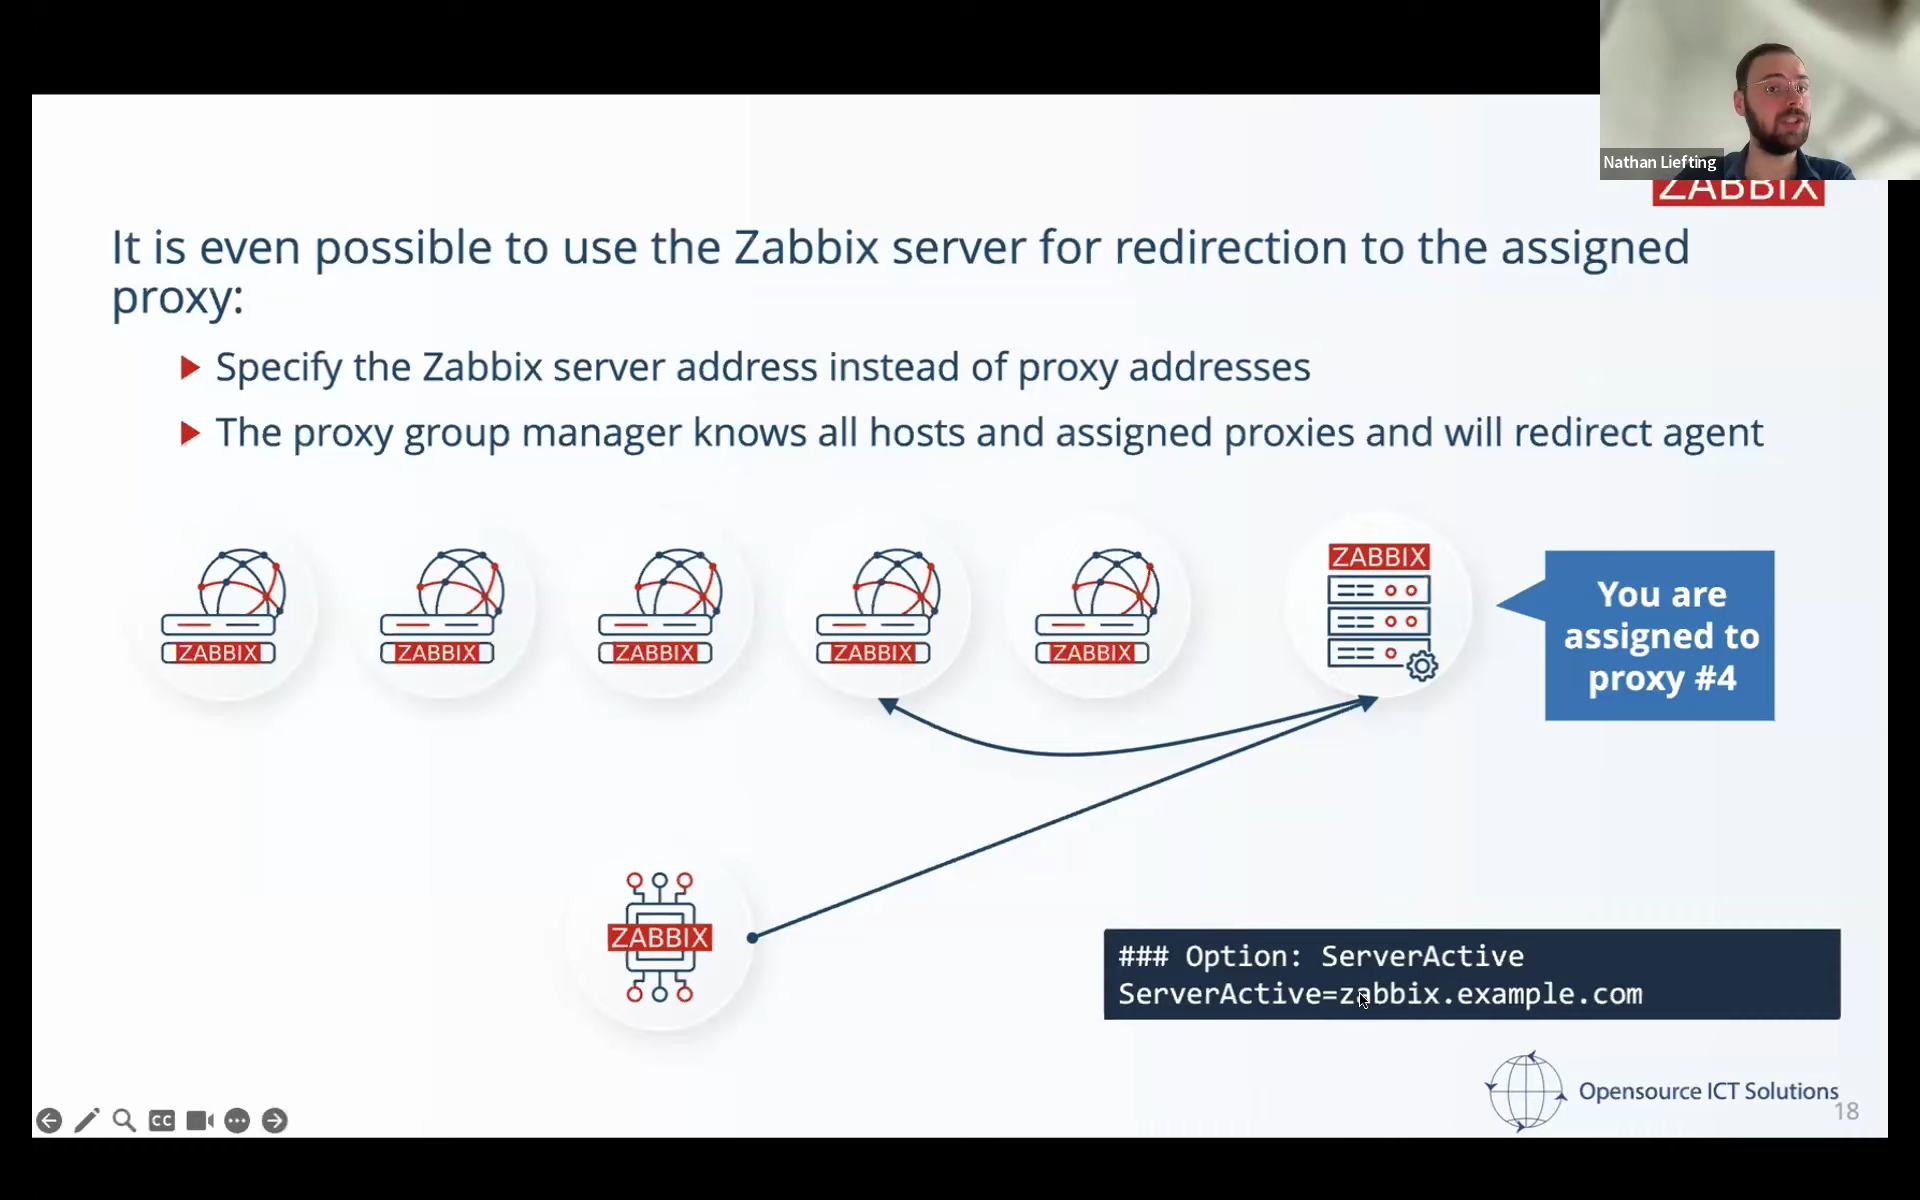 Nathan Liefting
ZABBIX
It is even possible to use the Zabbix server for redirection to the assigned
proxy:
Specify the Zabbix server address instead of proxy addresses
The proxy group manager knows all hosts and assigned proxies and will redirect agent
ZABBIX
ZABBIX
ZABBIX
ZABBIX
ZABBIX
ZABBIX
You are
assigned to
proxy #4
ZABBIX
### Option: ServerActive
ServerActive=zabbix.example.com
Opensource ICT Solutions
18
CC